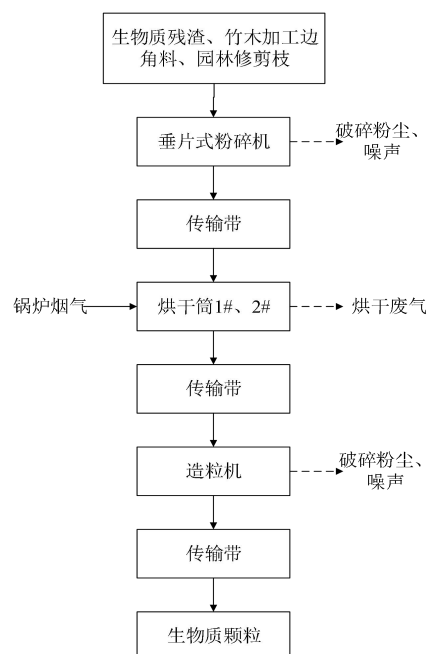 生物质残渣、竹木加工边
角料、园林修剪枝
垂片式粉碎机
破碎粉尘、
噪声
传输带
锅炉烟气
烘干筒1#、2#
烘干废气
传输带
造粒机
破碎粉尘、
噪声
传输带
生物质颗粒